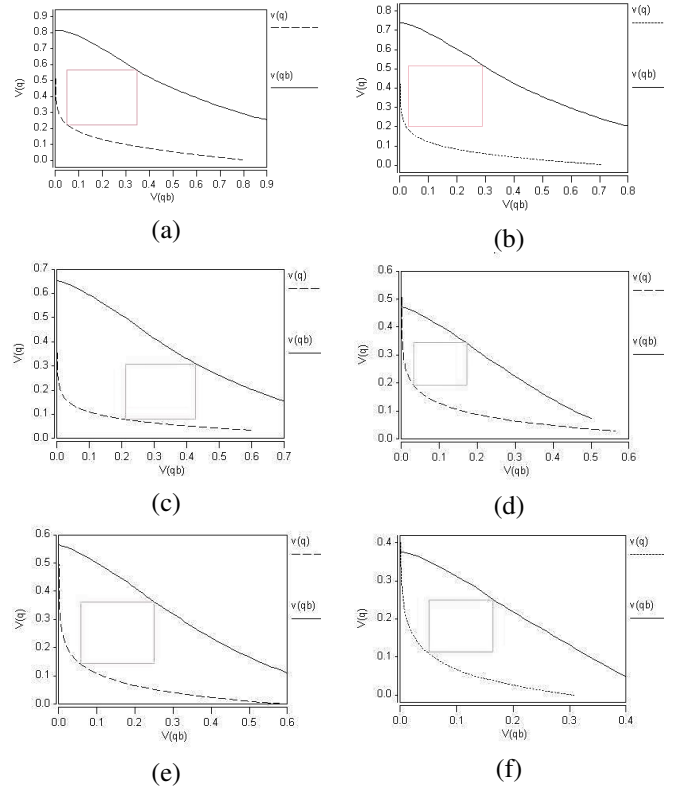 V(q)
0.9
0.8
0.7
0.6
0.5
0.4
0.3
0.2
0.1
0.0
0.0 0.1 0.2 0.3 0.4 0.5 0.6 0.7 0.8 0.9
V(qb)
v(q)
v(qb)
(a)
V(q)
0.8
0.7
0.6
0.5
0.4
0.3
0.2
0.1
0.0
0.0 0.1 0.2 0.3 0.4 0.5 0.6 0.7 0.8
V(qb)
v(q)
v(qb)
(b)
V(q)
0.7
0.6
0.5
0.4
0.3
0.2
0.1
0.0
0.0 0.1 0.2 0.3 0.4 0.5 0.6 0.7
V(qb)
v(q)
v(qb)
(c)
V(q)
0.6
0.5
0.4
0.3
0.2
0.1
0.0
0.0 0.1 0.2 0.3 0.4 0.5 0.6
V(qb)
v(q)
v(qb)
(d)
V(q)
0.6
0.5
0.4
0.3
0.2
0.1
0.0
0.0 0.1 0.2 0.3 0.4 0.5 0.6
V(qb)
v(q)
v(qb)
(e)
V(q)
0.4
0.3
0.2
0.1
0.0
0.0 0.1 0.2 0.3 0.4
V(qb)
v(q)
v(qb)
(f)